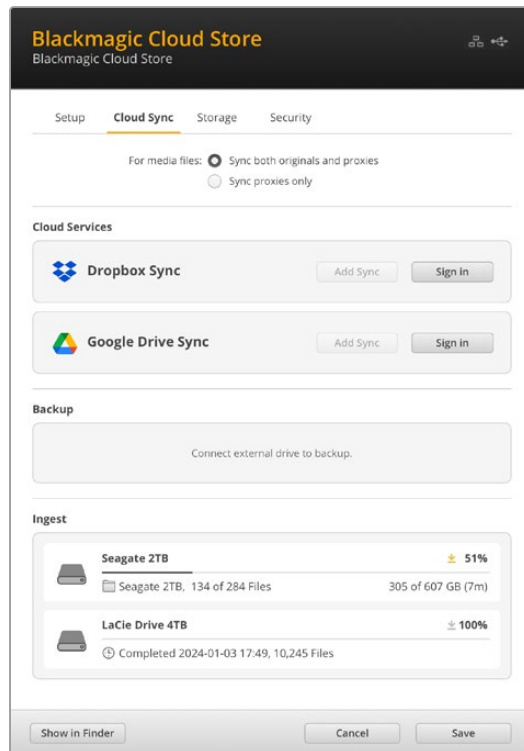 Blackmagic Cloud Store
Blackmagic Cloud Store
Setup Cloud Sync Storage Security
For media files: Sync both originals and proxies
Sync proxies only
Cloud Services
Dropbox Sync Add Sync Sign in
Google Drive Sync Add Sync Sign in
Backup
Connect external drive to backup.
Ingest
Seagate 2TB 51%
Seagate 2TB, 134 of 284 Files 305 of 607 GB (7m)
LaCie Drive 4TB 100%
Completed 2024-01-03 17:49, 10,245 Files
Show in Finder Cancel Save